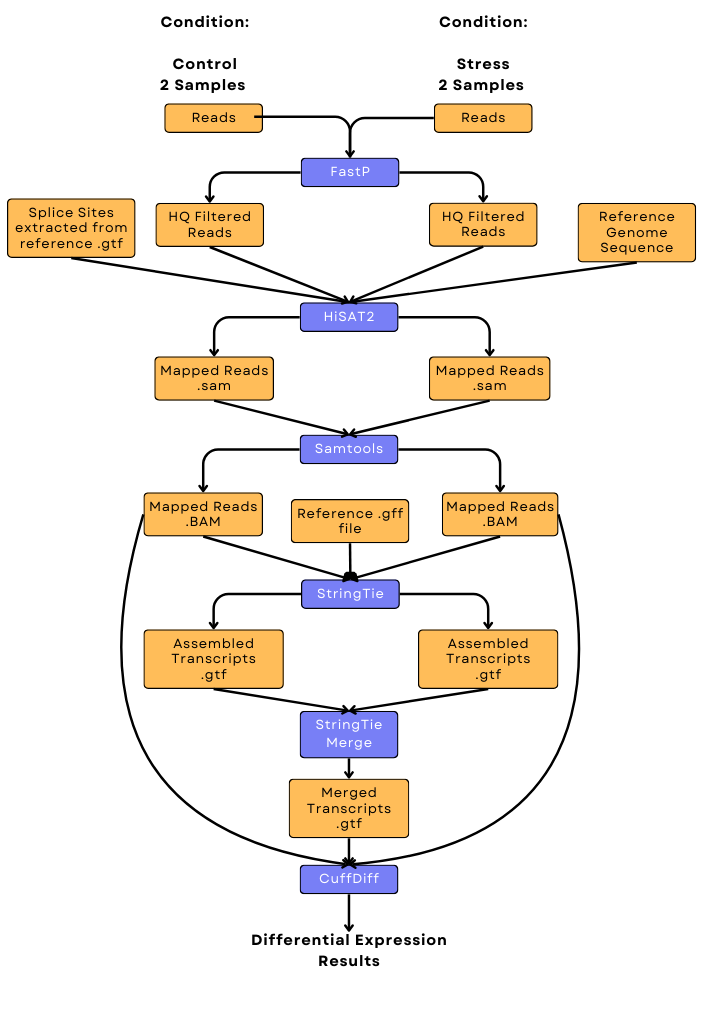 Condition:
Condition:
Control
2 Samples
Stress
2 Samples
Reads
Reads
FastP
Splice Sites
extracted from
reference .gtf
HQ Filtered
Reads
HQ Filtered
Reads
Reference
Genome
Sequence
HiSAT2
Mapped Reads
.sam
Mapped Reads
.sam
Samtools
Mapped Reads
.BAM
Reference .gff
file
Mapped Reads
.BAM
StringTie
Assembled
Transcripts
.gtf
Assembled
Transcripts
.gtf
StringTie
Merge
Merged
Transcripts
.gtf
CuffDiff
Differential Expression
Results